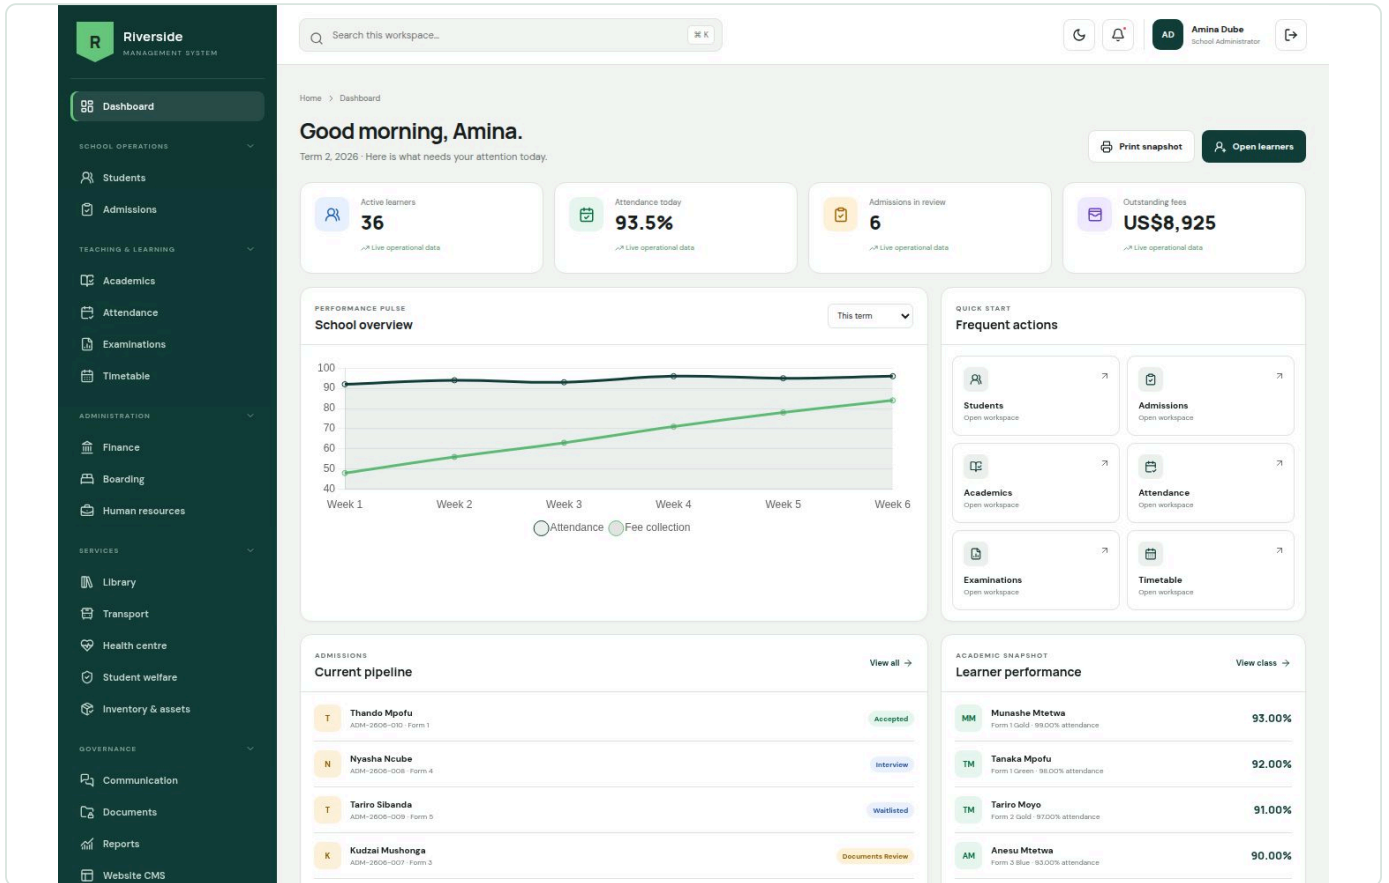 R
Riverside
MANAGEMENT SYSTEM
Dashboard
SCHOOL OPERATIONS
Students
Admissions
TEACHING & LEARNING
Academics
Attendance
Examinations
Timetable
ADMINISTRATION
Finance
Boarding
Human resources
SERVICES
Library
Transport
Health centre
Student welfare
Inventory & assets
GOVERNANCE
Communication
Documents
Reports
Website CMS
Search this workspace...
⌘ K
AD
Amina Dube
School Administrator
Home > Dashboard
Good morning, Amina.
Term 2, 2026 · Here is what needs your attention today.
Print snapshot
Open learners
Active learners
36
Live operational data
Attendance today
93.5%
Live operational data
Admissions in review
6
Live operational data
Outstanding fees
US$8,925
Live operational data
PERFORMANCE PULSE
School overview
This term
100
90
80
70
60
50
40
Week 1 Week 2 Week 3 Week 4 Week 5 Week 6
Attendance Fee collection
QUICK START
Frequent actions
Students
Open workspace
Admissions
Open workspace
Academics
Open workspace
Attendance
Open workspace
Examinations
Open workspace
Timetable
Open workspace
ADMISSIONS
Current pipeline
View all →
T
Thando Mpofu
ADM-2606-010 · Form 1
Accepted
N
Nyasha Ncube
ADM-2606-008 · Form 4
Interview
T
Tariro Sibanda
ADM-2606-009 · Form 5
Waitlisted
K
Kudzai Mushonga
ADM-2606-007 · Form 3
Documents Review
ACADEMIC SNAPSHOT
Learner performance
View class →
MM
Munashe Mtetwa
Form 1 Gold · 99.00% attendance
93.00%
TM
Tanaka Mpofu
Form 1 Green · 96.00% attendance
92.00%
TM
Tariro Moyo
Form 2 Gold · 97.00% attendance
91.00%
AM
Anesu Mtetwa
Form 3 Blue · 93.00% attendance
90.00%